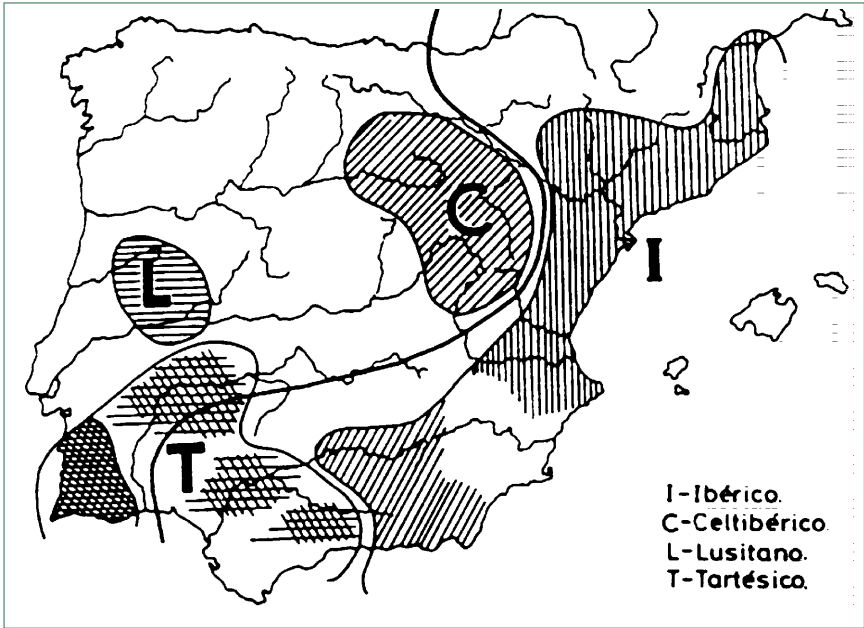 C
I
L
T
I-Ibérico.
C-Celtibérico.
L-Lusitano.
T-Tartésico.